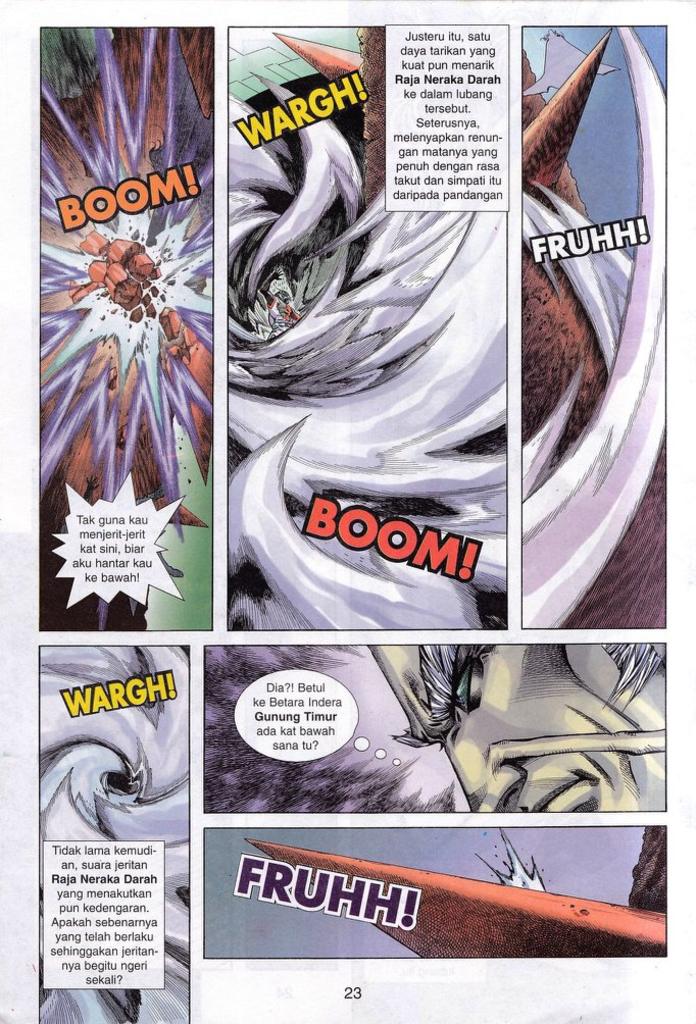 BOOM!
Tak guna kau
menjerit-jerit
kat sini, biar
aku hantar kau
ke bawah!
WARGH!
Justeru itu, satu
daya tarikan yang
kuat pun menarik
Raja Neraka Darah
ke dalam lubang
tersebut.
Seterusnya,
melenyapkan renun-
gan matanya yang
penuh dengan rasa
takut dan simpati itu
daripada pandangan
BOOM!
FRUHH!
WARGH!
Tidak lama kemudi-
an, suara jeritan
Raja Neraka Darah
yang menakutkan
pun kedengaran.
Apakah sebenarnya
yang telah berlaku
sehinggakan jeritan-
nya begitu ngeri
sekali?
Dia?! Betul
ke Betara Indera
Gunung Timur
ada kat bawah
sana tu?
FRUHH!
23